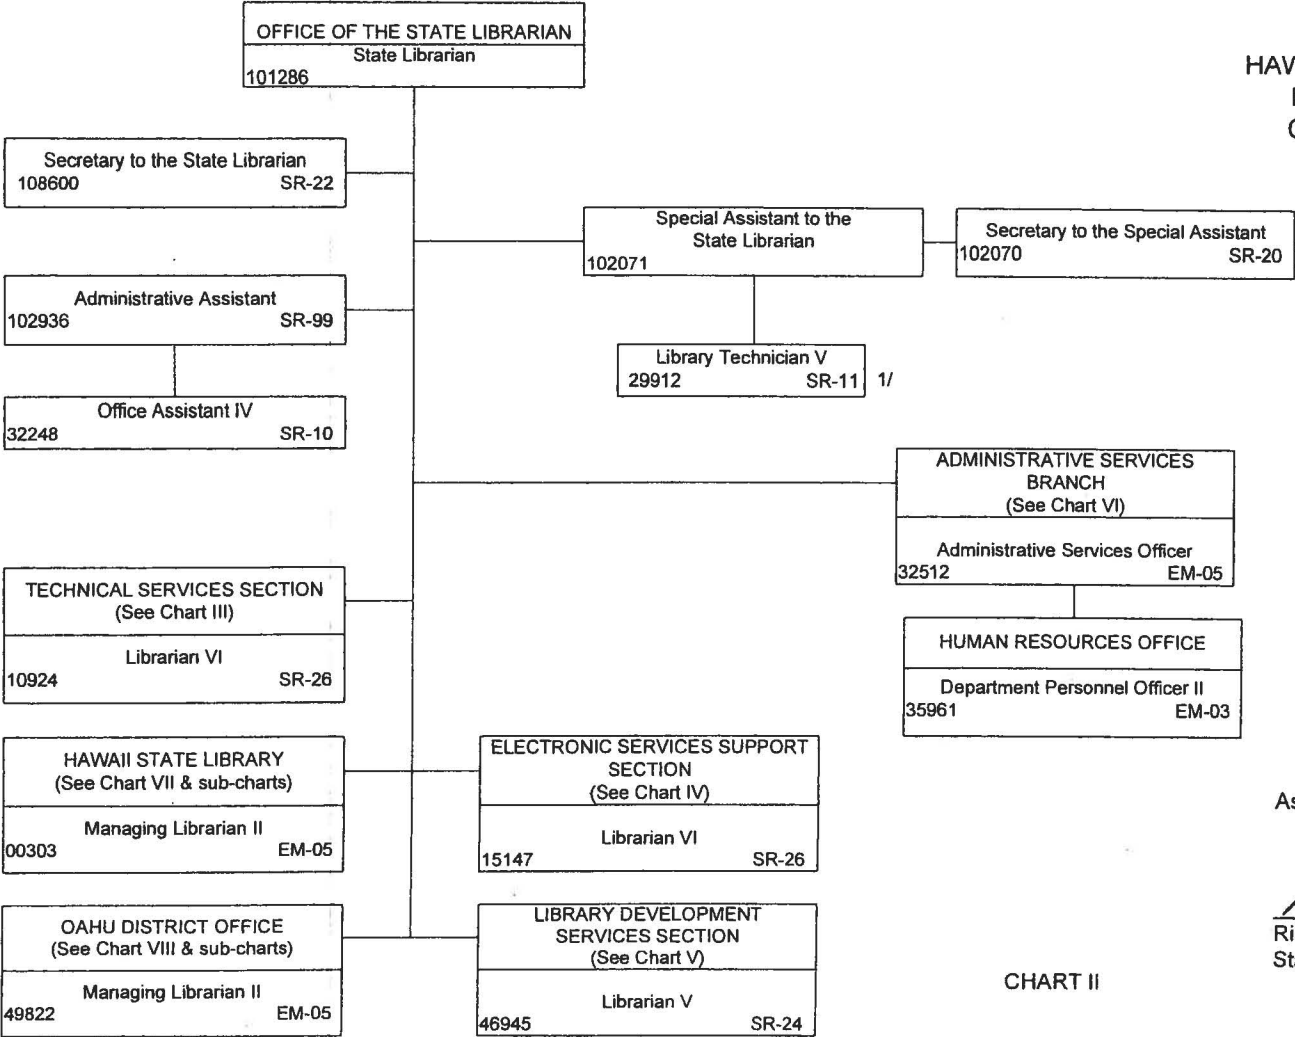 OFFICE OF THE STATE LIBRARIAN
State Librarian
101286
HAW
Secretary to the State Librarian
108600 SR-22
Special Assistant to the
State Librarian
102071
Secretary to the Special Assistant
102070 SR-20
Administrative Assistant
102936 SR-99
Library Technician V
29912 SR-11 1/
Office Assistant IV
32248 SR-10
ADMINISTRATIVE SERVICES
BRANCH
(See Chart VI)
Administrative Services Officer
32512 EM-05
TECHNICAL SERVICES SECTION
(See Chart III)
Librarian VI
10924 SR-26
HUMAN RESOURCES OFFICE
Department Personnel Officer II
35961 EM-03
HAWAII STATE LIBRARY
(See Chart VII & sub-charts)
Managing Librarian II
00303 EM-05
ELECTRONIC SERVICES SUPPORT
SECTION
(See Chart IV)
Librarian VI
15147 SR-26
As
OAHU DISTRICT OFFICE
(See Chart VIII & sub-charts)
Managing Librarian II
49822 EM-05
LIBRARY DEVELOPMENT
SERVICES SECTION
(See Chart V)
Librarian V
46945 SR-24
CHART II
Ri
Sta